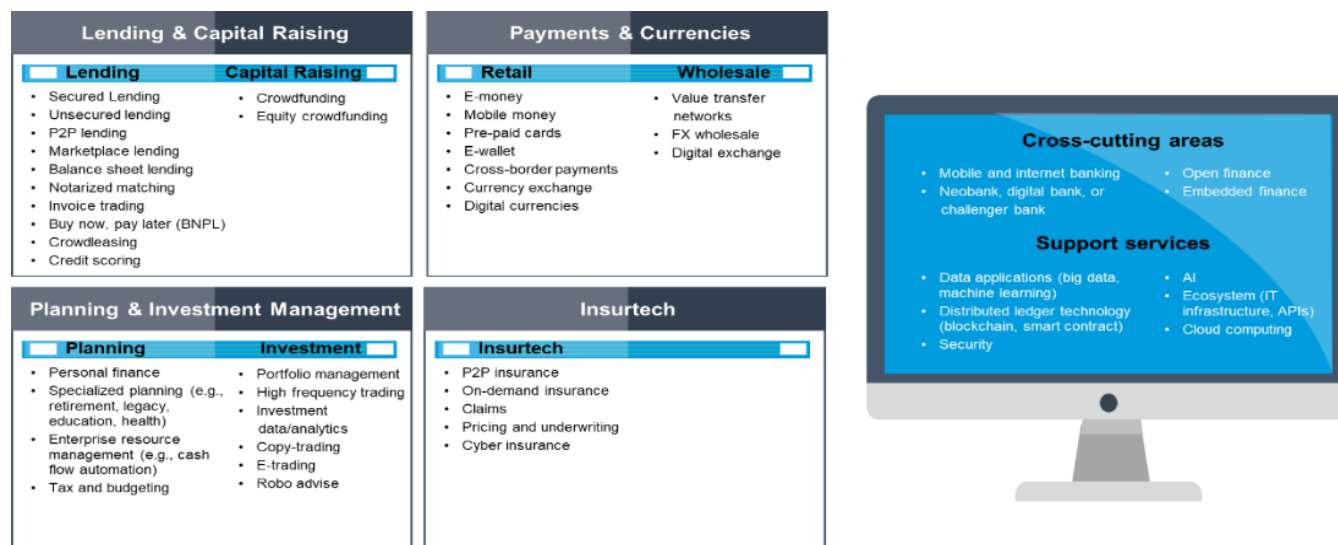 Lending & Capital Raising
Lending
Capital Raising
• Secured Lending
• Unsecured lending
• P2P lending
• Marketplace lending
• Balance sheet lending
• Notarized matching
• Invoice trading
• Buy now, pay later (BNPL)
• Crowdleasing
• Credit scoring
• Crowdfunding
• Equity crowdfunding
Payments & Currencies
Retail
Wholesale
• E-money
• Mobile money
• Pre-paid cards
• E-wallet
• Cross-border payments
• Currency exchange
• Digital currencies
• Value transfer
networks
• FX wholesale
• Digital exchange
Planning & Investment Management
Planning
Investment
• Personal finance
• Specialized planning (e.g.,
retirement, legacy,
education, health)
• Enterprise resource
management (e.g., cash
flow automation)
• Tax and budgeting
• Portfolio management
• High frequency trading
• Investment
data/analytics
• Copy-trading
• E-trading
• Robo advise
Insurtech
Insurtech
• P2P insurance
• On-demand insurance
• Claims
• Pricing and underwriting
• Cyber insurance
Cross-cutting areas
• Mobile and internet banking
• Neobank, digital bank, or
challenger bank
• Open finance
• Embedded finance
Support services
• Data applications (big data,
machine learning)
• Distributed ledger technology
(blockchain, smart contract)
• Security
• AI
• Ecosystem (IT
infrastructure, APIs)
• Cloud computing